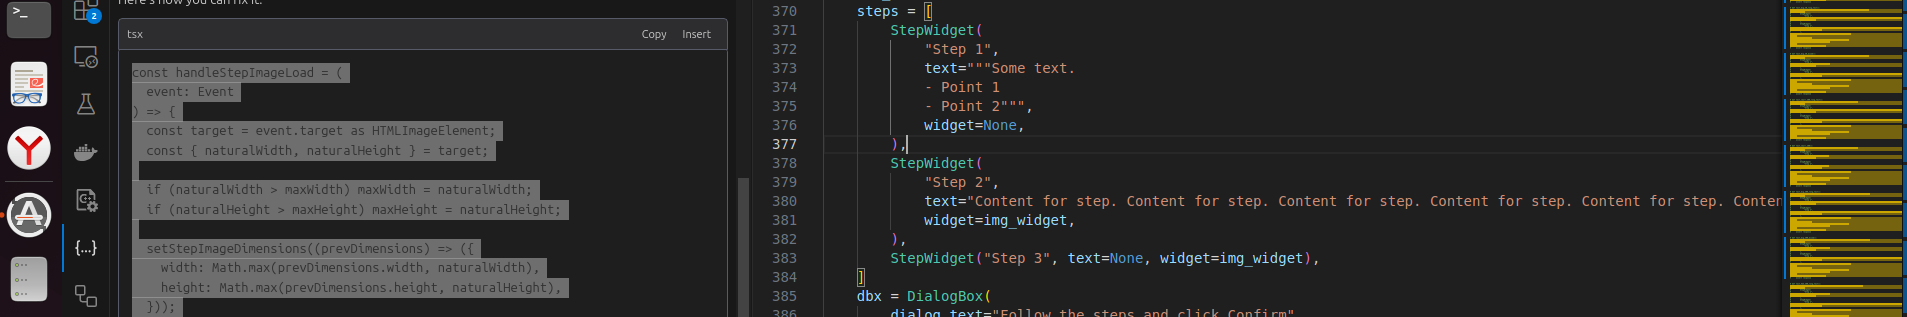 Here's how you can fix it:
tsx
Copy
Insert
const handleStepImageLoad = (
event: Event
) => {
const target = event.target as HTMLImageElement;
const { naturalWidth, naturalHeight } = target;
if (naturalWidth > maxWidth) maxWidth = naturalWidth;
if (naturalHeight > maxHeight) maxHeight = naturalHeight;
setStepImageDimensions((prevDimensions) => ({
width: Math.max(prevDimensions.width, naturalWidth),
height: Math.max(prevDimensions.height, naturalHeight),
}));
370 steps = [
371 StepWidget(
372 "Step 1",
373 text="""Some text.
374 - Point 1
375 - Point 2""",
376 widget=None,
377 ),
378 StepWidget(
379 "Step 2",
380 text="Content for step. Content for step. Content for step. Content for step. Content for step. Conten
381 widget=img_widget,
382 ),
383 StepWidget("Step 3", text=None, widget=img_widget),
384 ]
385 dbx = DialogBox(
386 dialog_text="Follow the steps and click Confirm"
>_
2
Y
A
{...}